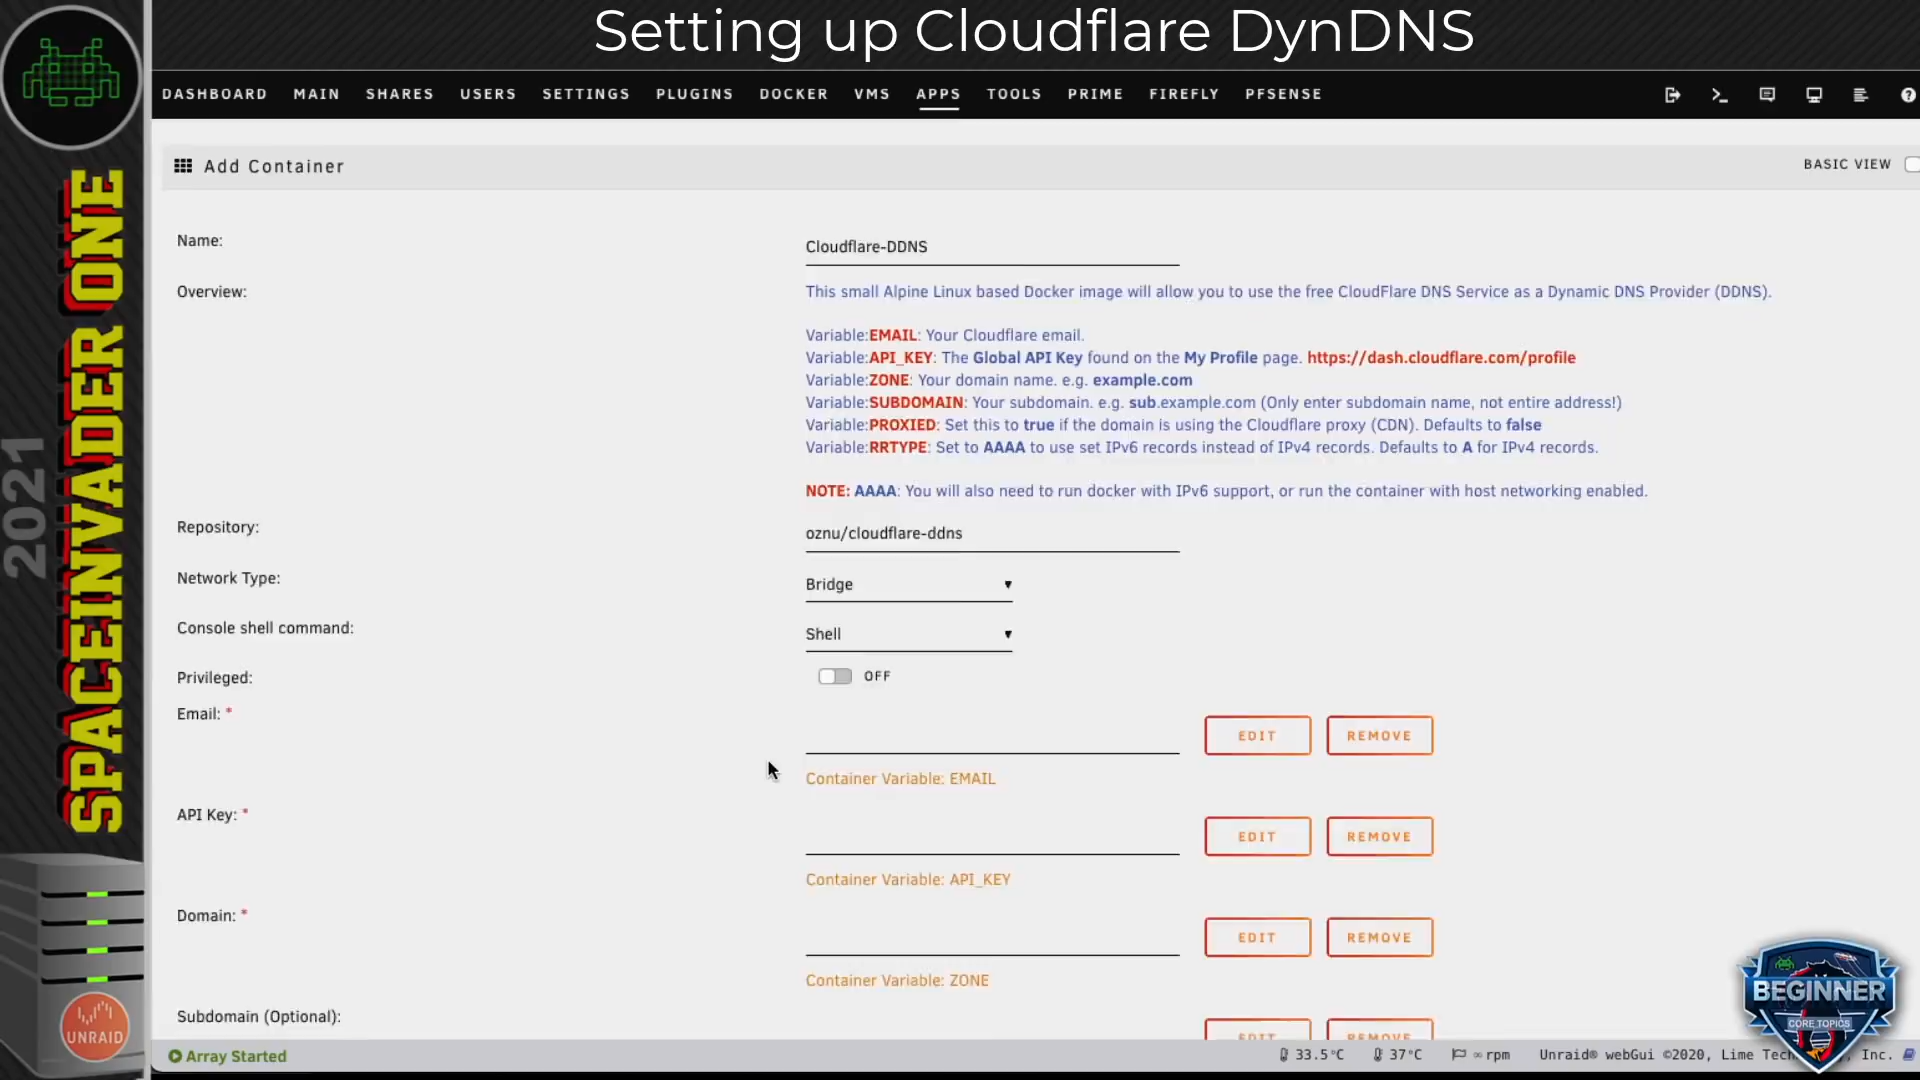 Setting up Cloudflare DynDNS
DASHBOARD MAIN SHARES USERS SETTINGS PLUGINS DOCKER VMS APPS TOOLS PRIME FIREFLY PFSENSE
Add Container
BASIC VIEW
Name:
Cloudflare-DDNS
Overview:
This small Alpine Linux based Docker image will allow you to use the free CloudFlare DNS Service as a Dynamic DNS Provider (DDNS).
Variable:EMAIL: Your Cloudflare email.
Variable:API_KEY: The Global API Key found on the My Profile page. https://dash.cloudflare.com/profile
Variable:ZONE: Your domain name. e.g. example.com
Variable:SUBDOMAIN: Your subdomain. e.g. sub.example.com (Only enter subdomain name, not entire address!)
Variable:PROXIED: Set this to true if the domain is using the Cloudflare proxy (CDN). Defaults to false
Variable:RRTYPE: Set to AAAA to use set IPv6 records instead of IPv4 records. Defaults to A for IPv4 records.
NOTE: AAAA: You will also need to run docker with IPv6 support, or run the container with host networking enabled.
Repository:
oznu/cloudflare-ddns
Network Type:
Bridge
Console shell command:
Shell
Privileged:
OFF
Email: *
EDIT REMOVE
Container Variable: EMAIL
API Key: *
EDIT REMOVE
Container Variable: API_KEY
Domain: *
EDIT REMOVE
Container Variable: ZONE
Subdomain (Optional):
EDIT REMOVE
Array Started
33.5°C 37°C ∞ rpm Unraid® webGui ©2020, Lime Tech Inc.
2021
SPACEINVADER ONE
UNRAID
BEGINNER
CORE TOPICS